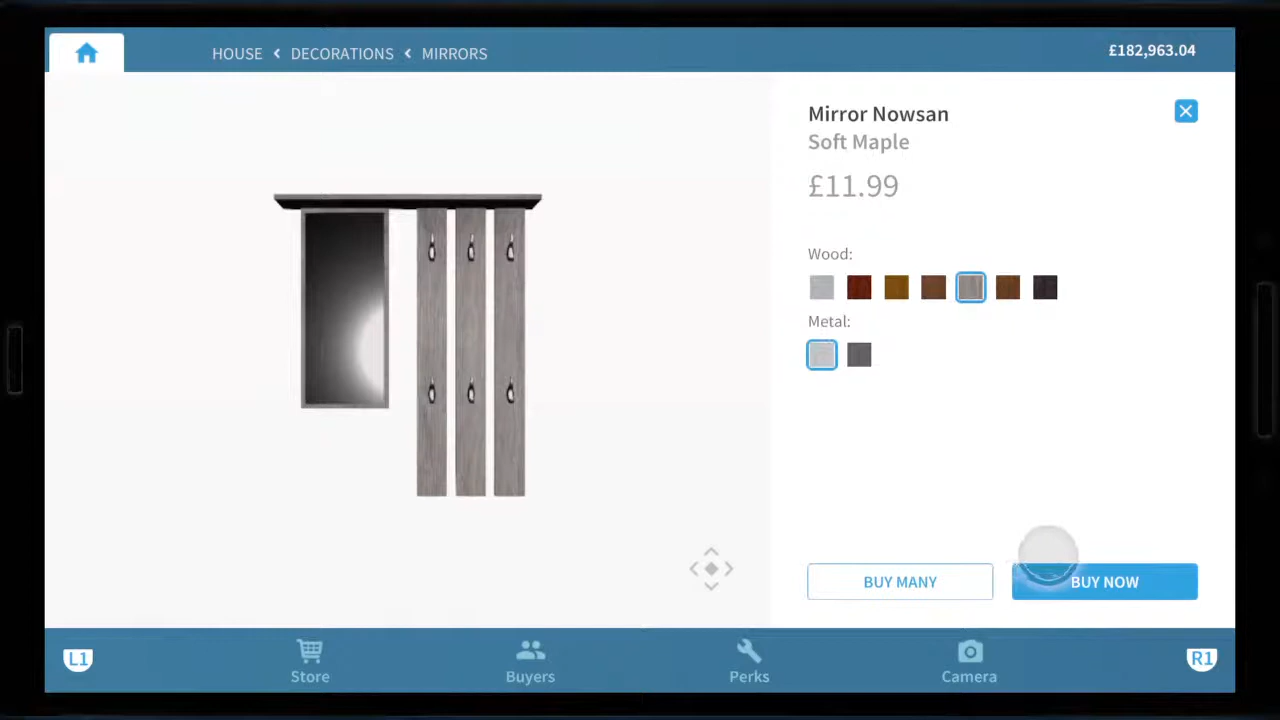 HOUSE < DECORATIONS < MIRRORS
£182,963.04
Mirror Nowsan
Soft Maple
£11.99
Wood:
Metal:
BUY MANY
BUY NOW
L1
Store
Buyers
Perks
Camera
R1